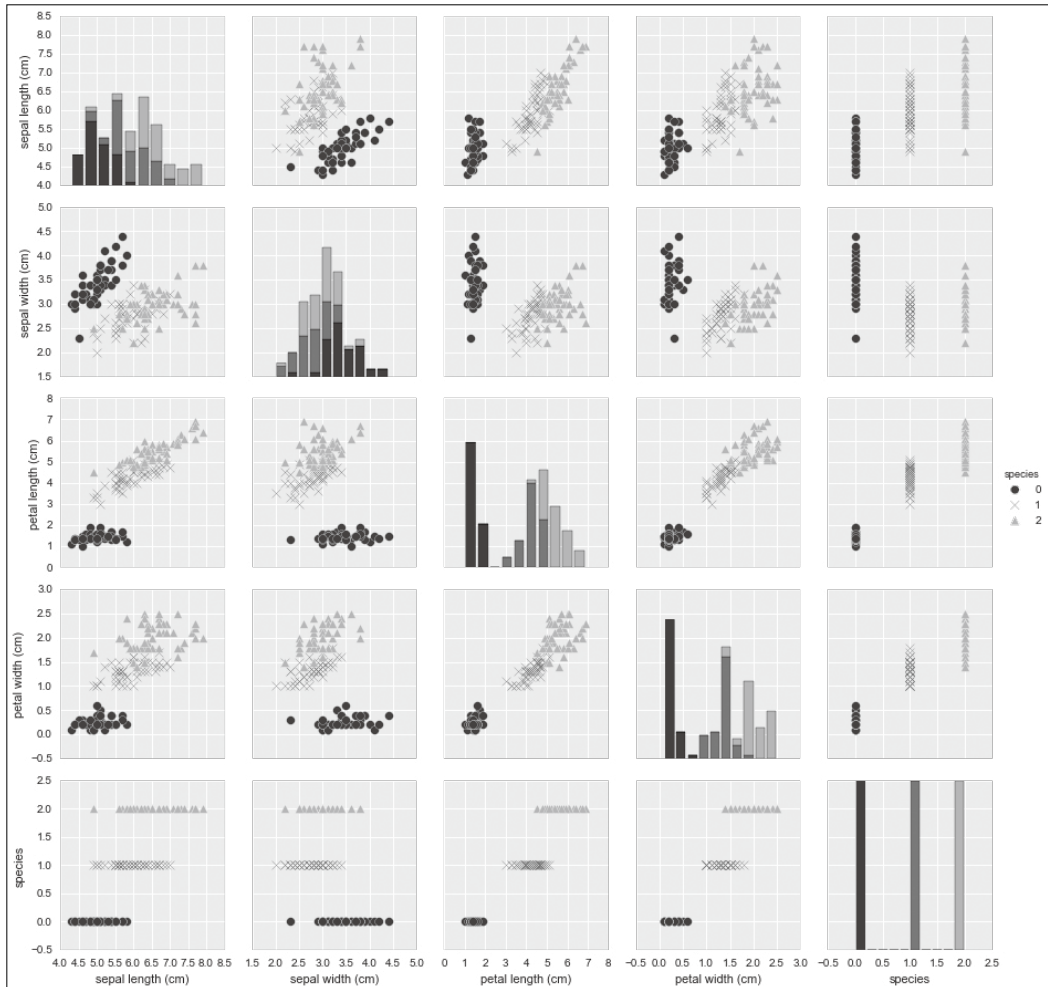 sepal length (cm)
8.5
8.0
7.5
7.0
6.5
6.0
5.5
5.0
4.5
4.0
sepal width (cm)
5.0
4.5
4.0
3.5
3.0
2.5
2.0
1.5
petal length (cm)
8
7
6
5
4
3
2
1
0
species
0
1
2
petal width (cm)
3.0
2.5
2.0
1.5
1.0
0.5
0.0
−0.5
species
2.5
2.0
1.5
1.0
0.5
0.0
−0.5
4.0 4.5 5.0 5.5 6.0 6.5 7.0 7.5 8.0 8.5
1.5 2.0 2.5 3.0 3.5 4.0 4.5 5.0
0 1 2 3 4 5 6 7 8
−0.5 0.0 0.5 1.0 1.5 2.0 2.5 3.0
−0.5 0.0 0.5 1.0 1.5 2.0 2.5
sepal length (cm)
sepal width (cm)
petal length (cm)
petal width (cm)
species